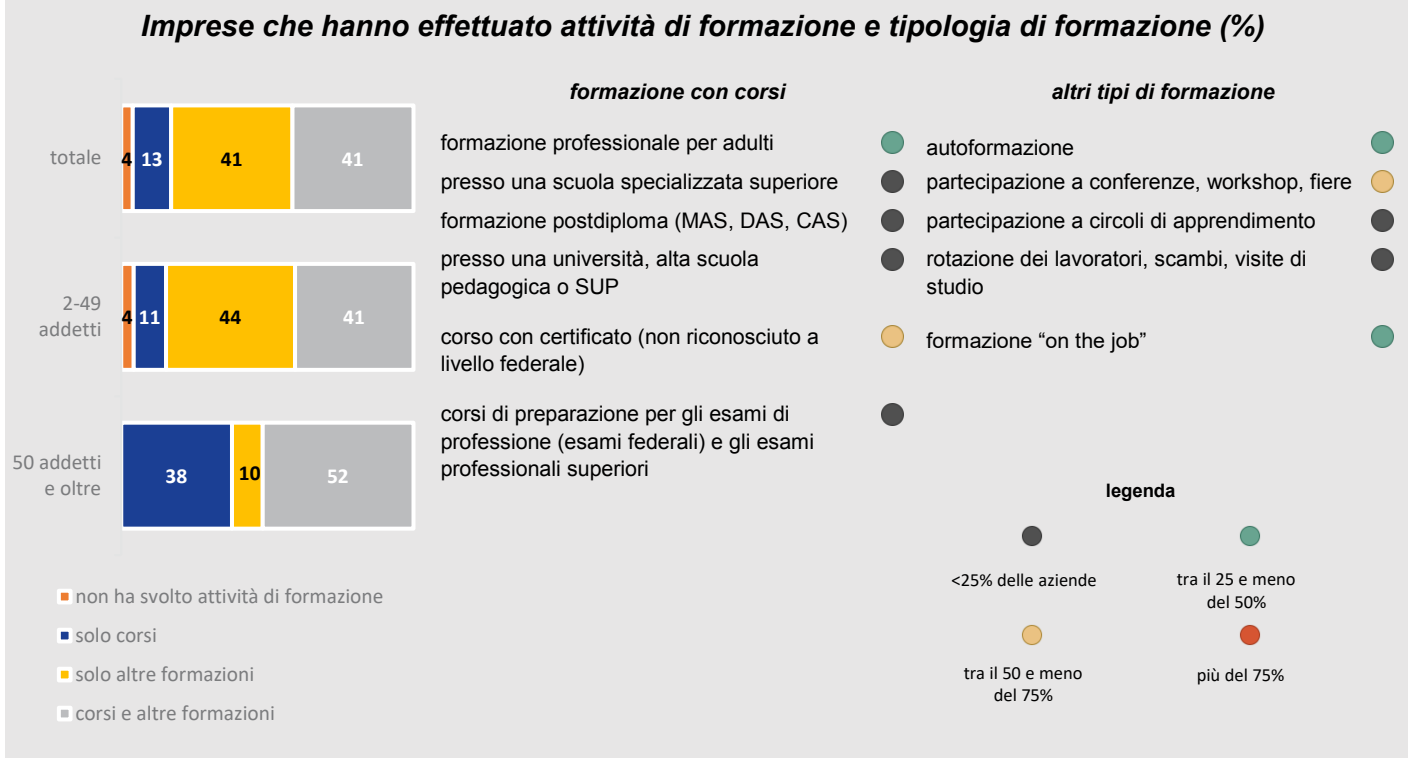 Imprese che hanno effettuato attività di formazione e tipologia di formazione (%)
totale
4 13 41 41
2-49
addetti
4 11 44 41
50 addetti
e oltre
38 10 52
non ha svolto attività di formazione
solo corsi
solo altre formazioni
corsi e altre formazioni
formazione con corsi
formazione professionale per adulti
presso una scuola specializzata superiore
formazione postdiploma (MAS, DAS, CAS)
presso una università, alta scuola
pedagogica o SUP
corso con certificato (non riconosciuto a
livello federale)
corsi di preparazione per gli esami di
professione (esami federali) e gli esami
professionali superiori
altri tipi di formazione
autoformazione
partecipazione a conferenze, workshop, fiere
partecipazione a circoli di apprendimento
rotazione dei lavoratori, scambi, visite di
studio
formazione “on the job”
legenda
<25% delle aziende
tra il 25 e meno
del 50%
tra il 50 e meno
del 75%
più del 75%